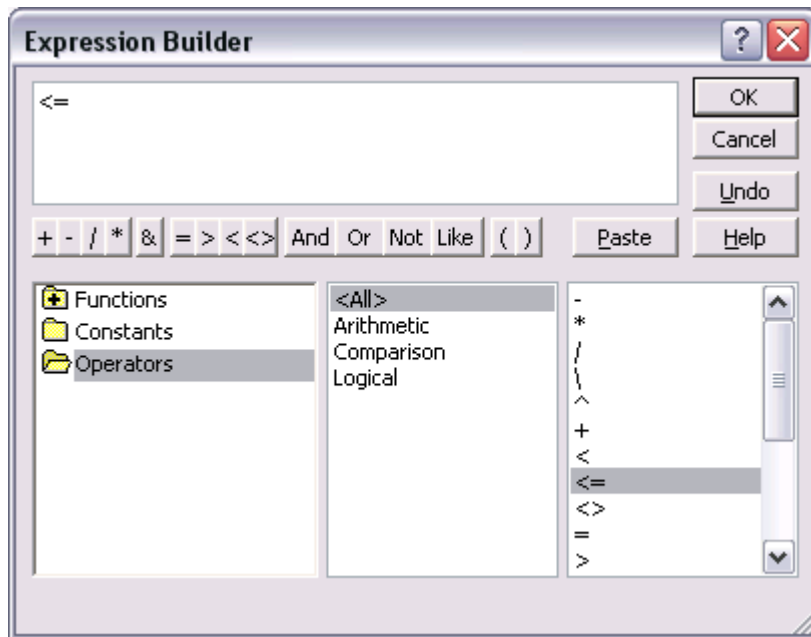 Expression Builder
?
<=
OK
Cancel
Undo
+ - / * & = > < <> And Or Not Like ( ) Paste Help
Functions
Constants
Operators
<All>
Arithmetic
Comparison
Logical
-
*
/
\
^
+
<
<=
<>
=
>